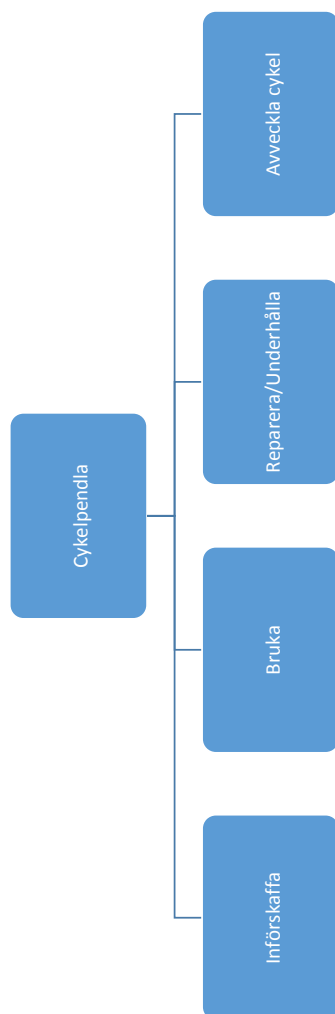 Cykelpendla
Införskaffa
Bruka
Reparera/Underhålla
Avveckla cykel